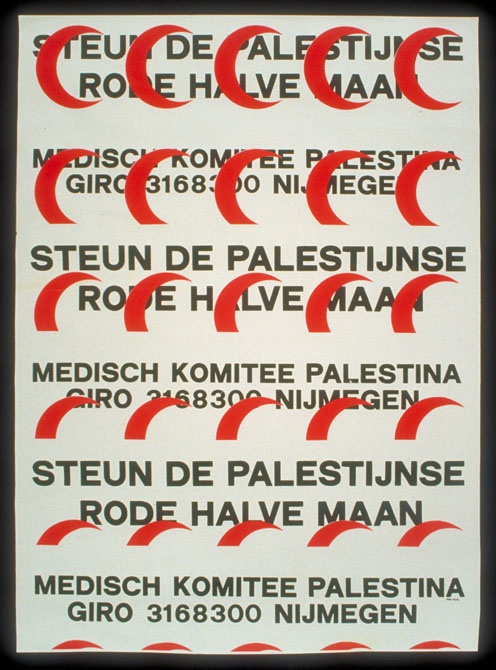 STEUN DE PALESTIJNSE
RODE HALVE MAAN
MEDISCH KOMITEE PALESTINA
GIRO 3168300 NIJMEGEN
STEUN DE PALESTIJNSE
RODE HALVE MAAN
MEDISCH KOMITEE PALESTINA
GIRO 3168300 NIJMEGEN
STEUN DE PALESTIJNSE
RODE HALVE MAAN
MEDISCH KOMITEE PALESTINA
GIRO 3168300 NIJMEGEN